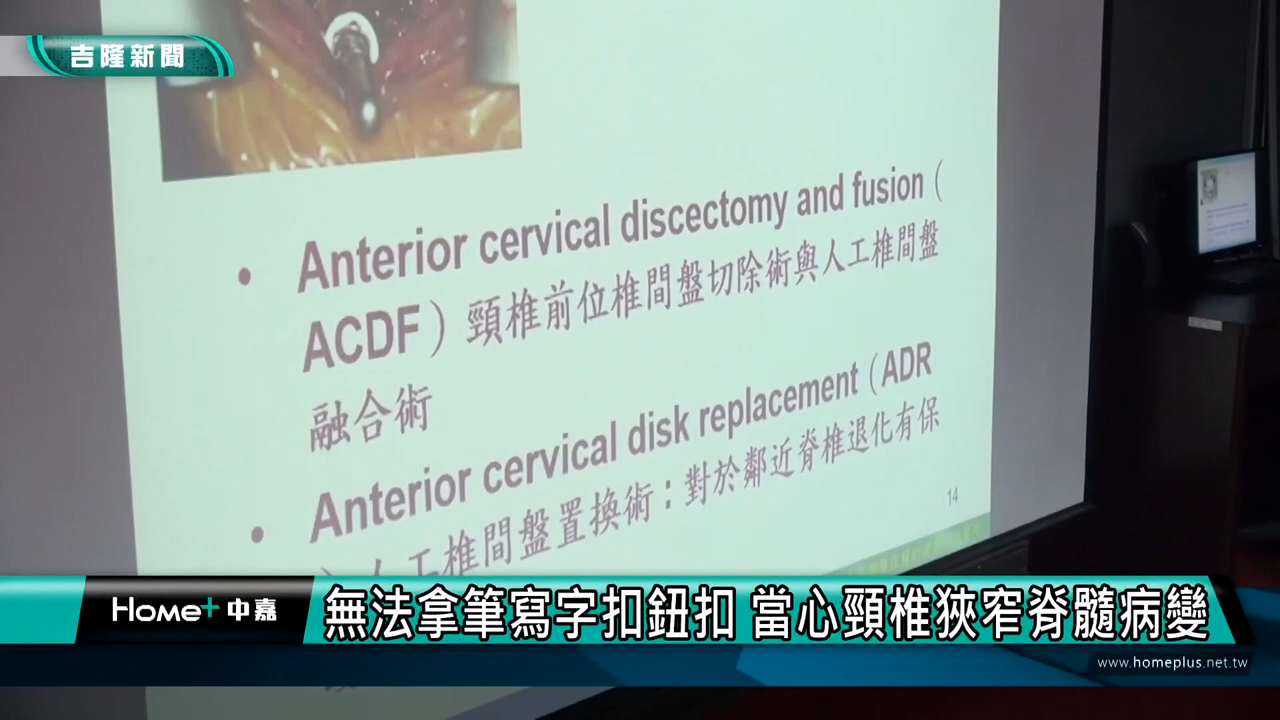 吉隆新聞
• Anterior cervical discectomy and fusion（
ACDF）頸椎前位椎間盤切除術與人工椎間盤
融合術
• Anterior cervical disk replacement（ADR
）人工椎間盤置換術：對於鄰近脊椎退化有保
14
Home+中嘉
無法拿筆寫字扣鈕扣 當心頸椎狹窄脊髓病變
www.homeplus.net.tw